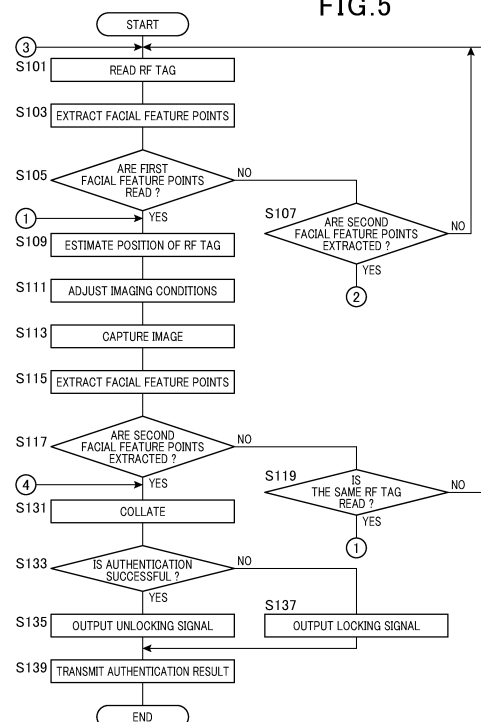 FIG.5
START
3
S101
READ RF TAG
S103
EXTRACT FACIAL FEATURE POINTS
S105
ARE FIRST
FACIAL FEATURE POINTS
READ ?
NO
YES
S107
ARE SECOND
FACIAL FEATURE POINTS
EXTRACTED ?
NO
YES
2
1
S109
ESTIMATE POSITION OF RF TAG
S111
ADJUST IMAGING CONDITIONS
S113
CAPTURE IMAGE
S115
EXTRACT FACIAL FEATURE POINTS
S117
ARE SECOND
FACIAL FEATURE POINTS
EXTRACTED ?
NO
YES
S119
IS
THE SAME RF TAG
READ ?
NO
YES
1
4
S131
COLLATE
S133
IS AUTHENTICATION
SUCCESSFUL ?
NO
YES
S135
OUTPUT UNLOCKING SIGNAL
S137
OUTPUT LOCKING SIGNAL
S139
TRANSMIT AUTHENTICATION RESULT
END